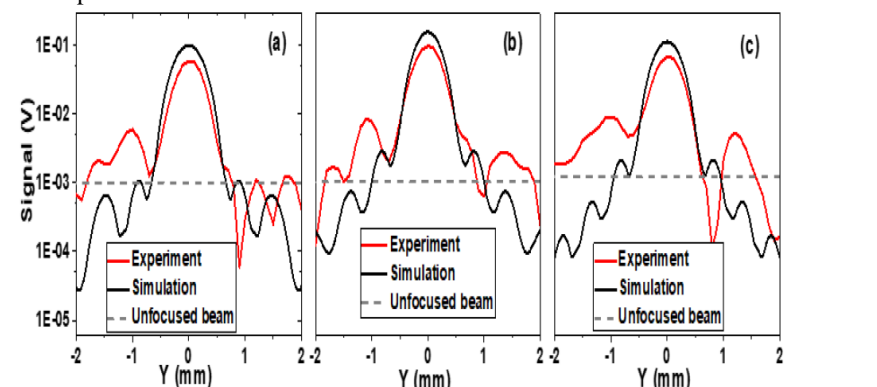 (a) (b) (c)
Signal (V)
1E-01
1E-02
1E-03
1E-04
1E-05
Experiment
Simulation
Unfocused beam
Experiment
Simulation
Unfocused beam
Experiment
Simulation
Unfocused beam
-2 -1 0 1 2 -2 -1 0 1 2 -2 -1 0 1 2
Y (mm) Y (mm) Y (mm)